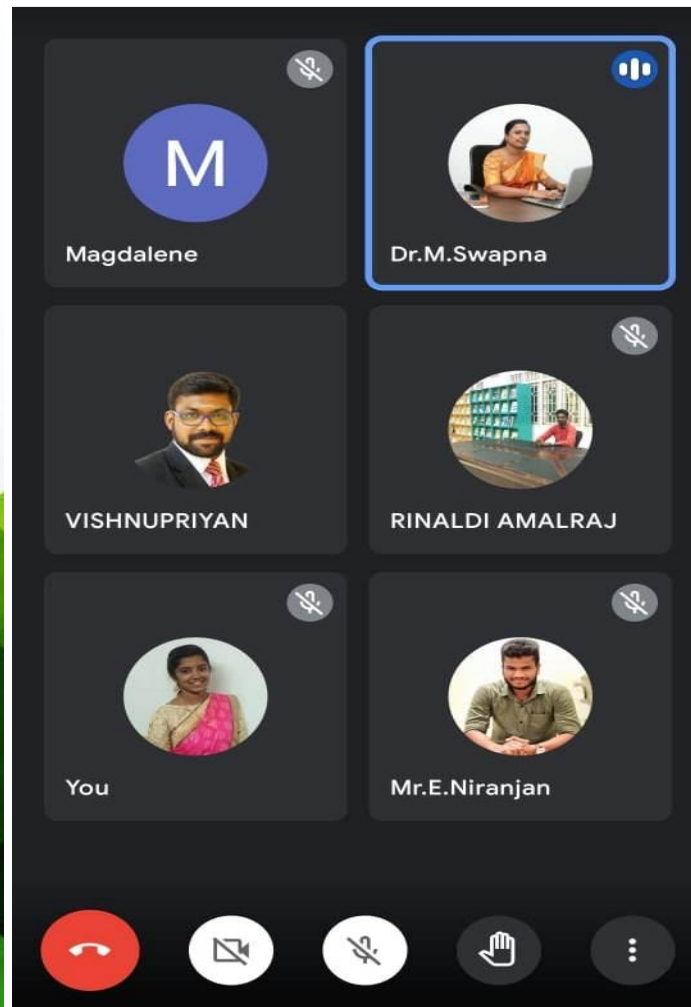 M
Magdalene
Dr.M.Swapna
VISHNUPRIYAN
RINALDI AMALRAJ
You
Mr.E.Niranjan